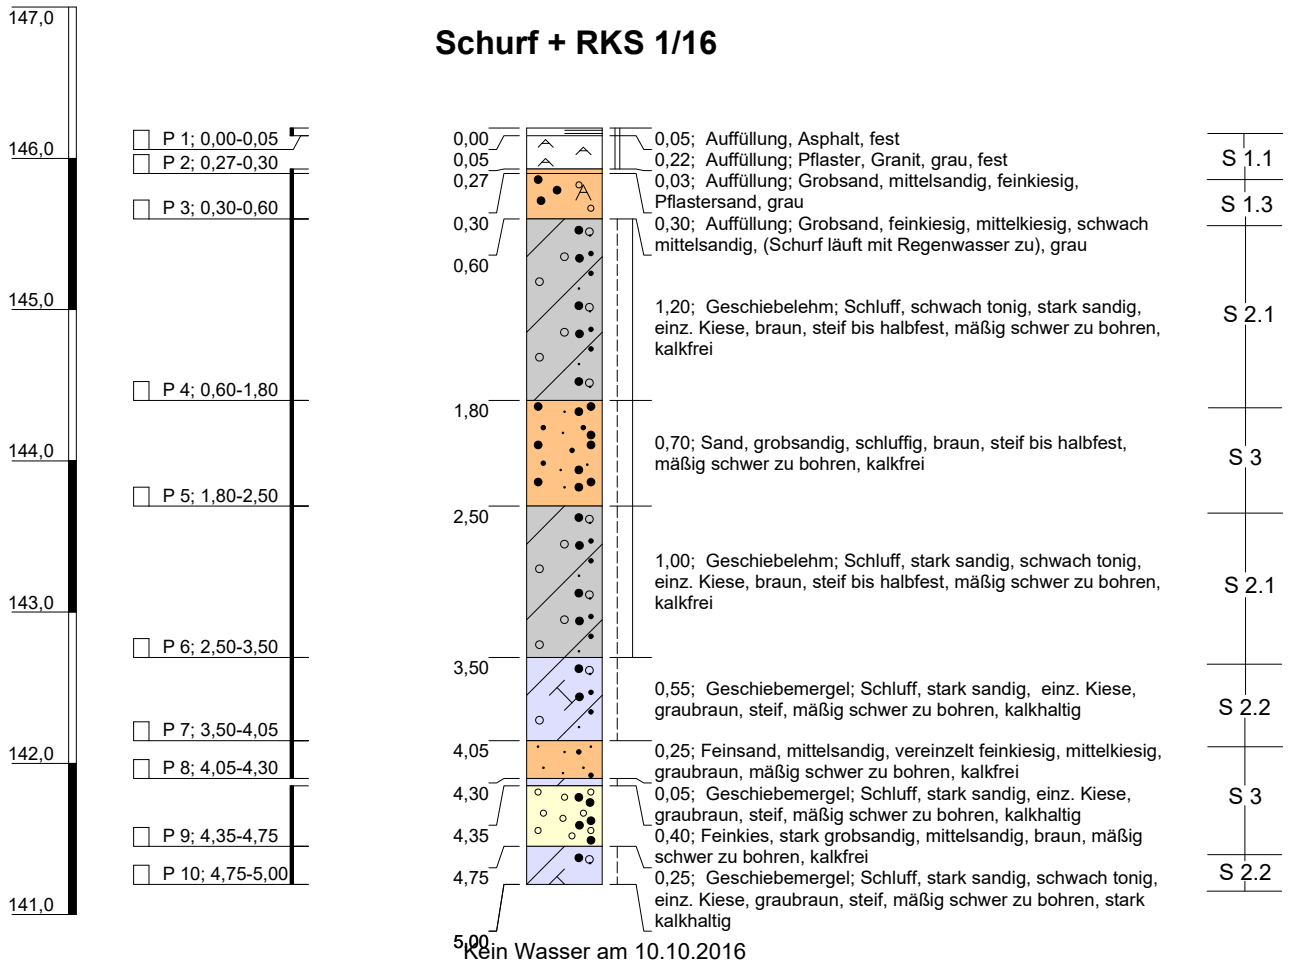 Schurf + RKS 1/16
147,0
146,0
145,0
144,0
143,0
142,0
141,0
P 1; 0,00-0,05
P 2; 0,27-0,30
P 3; 0,30-0,60
P 4; 0,60-1,80
P 5; 1,80-2,50
P 6; 2,50-3,50
P 7; 3,50-4,05
P 8; 4,05-4,30
P 9; 4,35-4,75
P 10; 4,75-5,00
0,00
0,05
0,27
0,30
0,60
1,80
2,50
3,50
4,05
4,30
4,35
4,75
5,00
A
0,05; Auffüllung, Asphalt, fest
0,22; Auffüllung; Pflaster, Granit, grau, fest
0,03; Auffüllung; Grobsand, mittelsandig, feinkiesig,
Pflastersand, grau
0,30; Auffüllung; Grobsand, feinkiesig, mittelkiesig, schwach
mittelsandig, (Schurf läuft mit Regenwasser zu), grau
1,20; Geschiebelehm; Schluff, schwach tonig, stark sandig,
einz. Kiese, braun, steif bis halbfest, mäßig schwer zu bohren,
kalkfrei
0,70; Sand, grobsandig, schluffig, braun, steif bis halbfest,
mäßig schwer zu bohren, kalkfrei
1,00; Geschiebelehm; Schluff, stark sandig, schwach tonig,
einz. Kiese, braun, steif bis halbfest, mäßig schwer zu bohren,
kalkfrei
0,55; Geschiebemergel; Schluff, stark sandig, einz. Kiese,
graubraun, steif, mäßig schwer zu bohren, kalkhaltig
0,25; Feinsand, mittelsandig, vereinzelt feinkiesig, mittelkiesig,
graubraun, mäßig schwer zu bohren, kalkfrei
0,05; Geschiebemergel; Schluff, stark sandig, einz. Kiese,
graubraun, steif, mäßig schwer zu bohren, kalkhaltig
0,40; Feinkies, stark grobsandig, mittelsandig, braun, mäßig
schwer zu bohren, kalkfrei
0,25; Geschiebemergel; Schluff, stark sandig, schwach tonig,
einz. Kiese, graubraun, steif, mäßig schwer zu bohren, stark
kalkhaltig
S 1.1
S 1.3
S 2.1
S 3
S 2.1
S 2.2
S 3
S 2.2
Kein Wasser am 10.10.2016